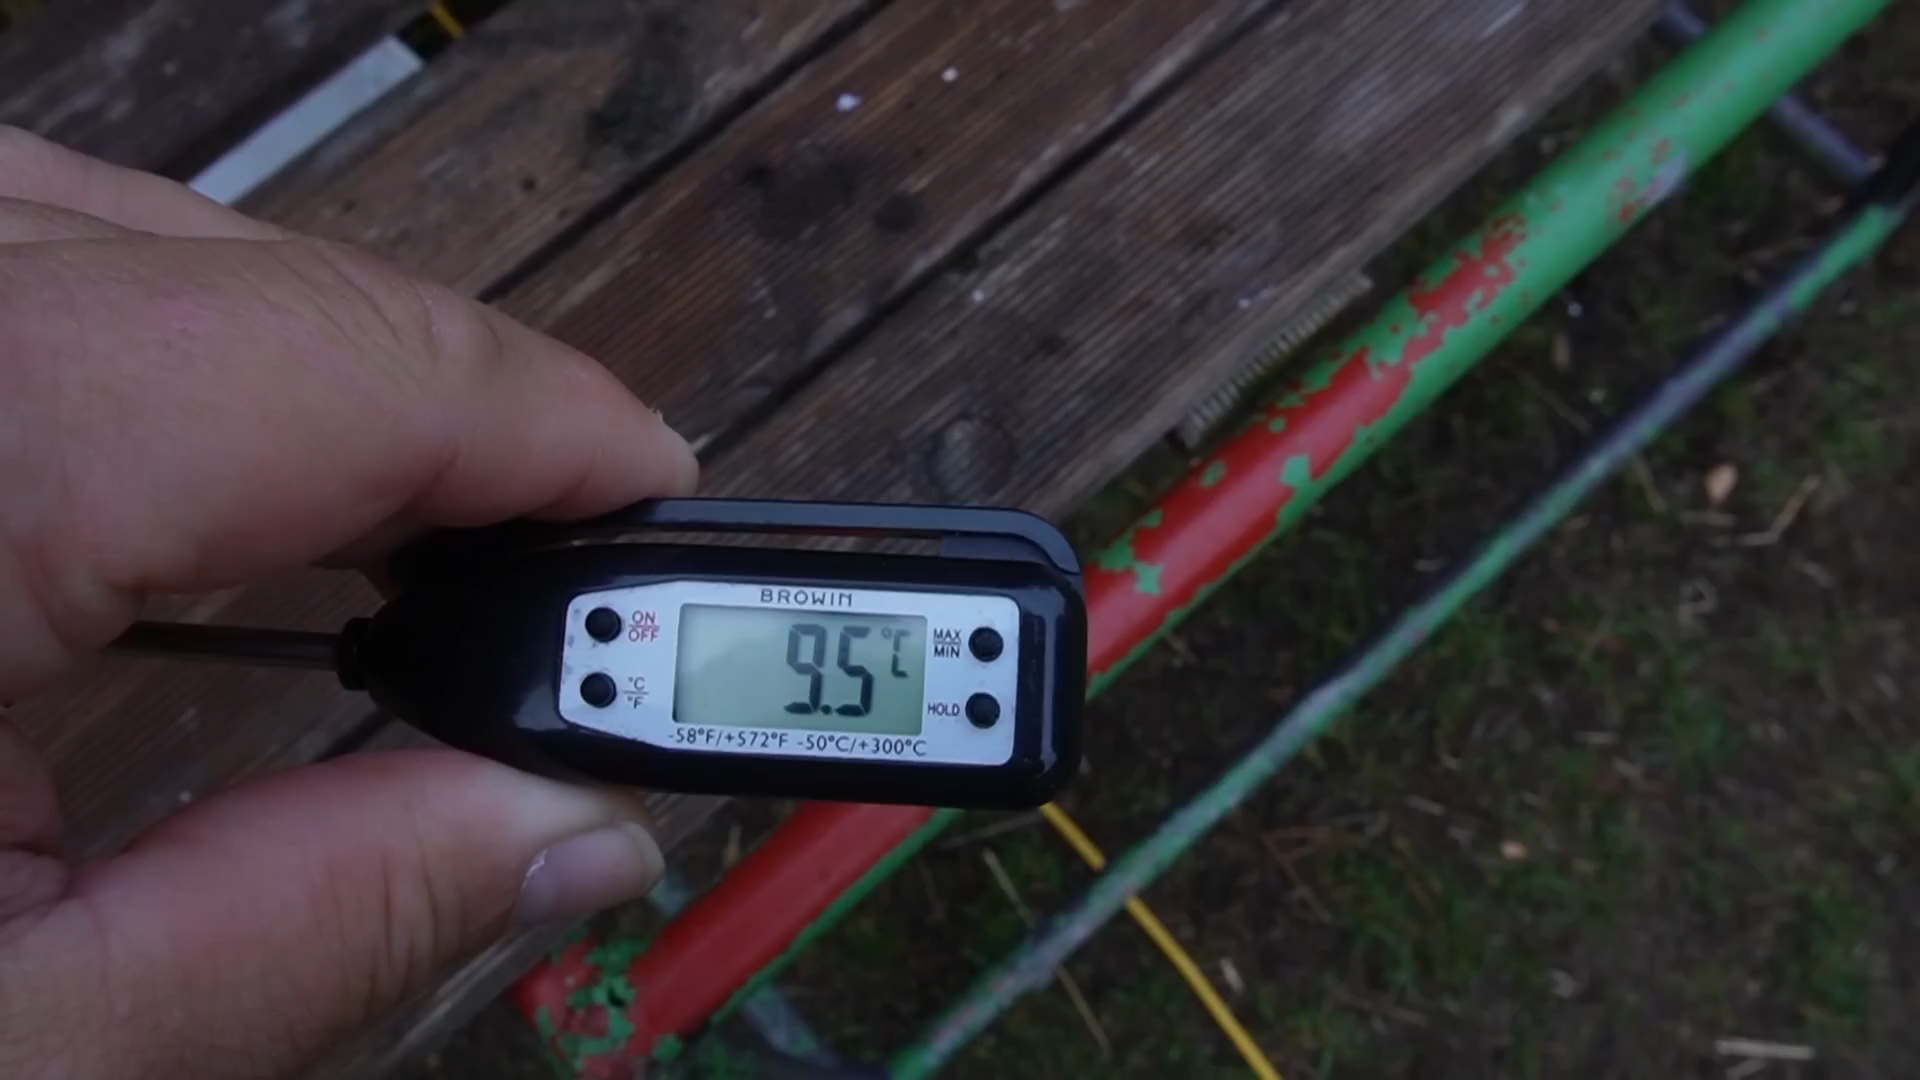 BROWIN
ON
OFF
9.5°C
MAX
MIN
°C
°F
HOLD
-58°F/+572°F -50°C/+300°C